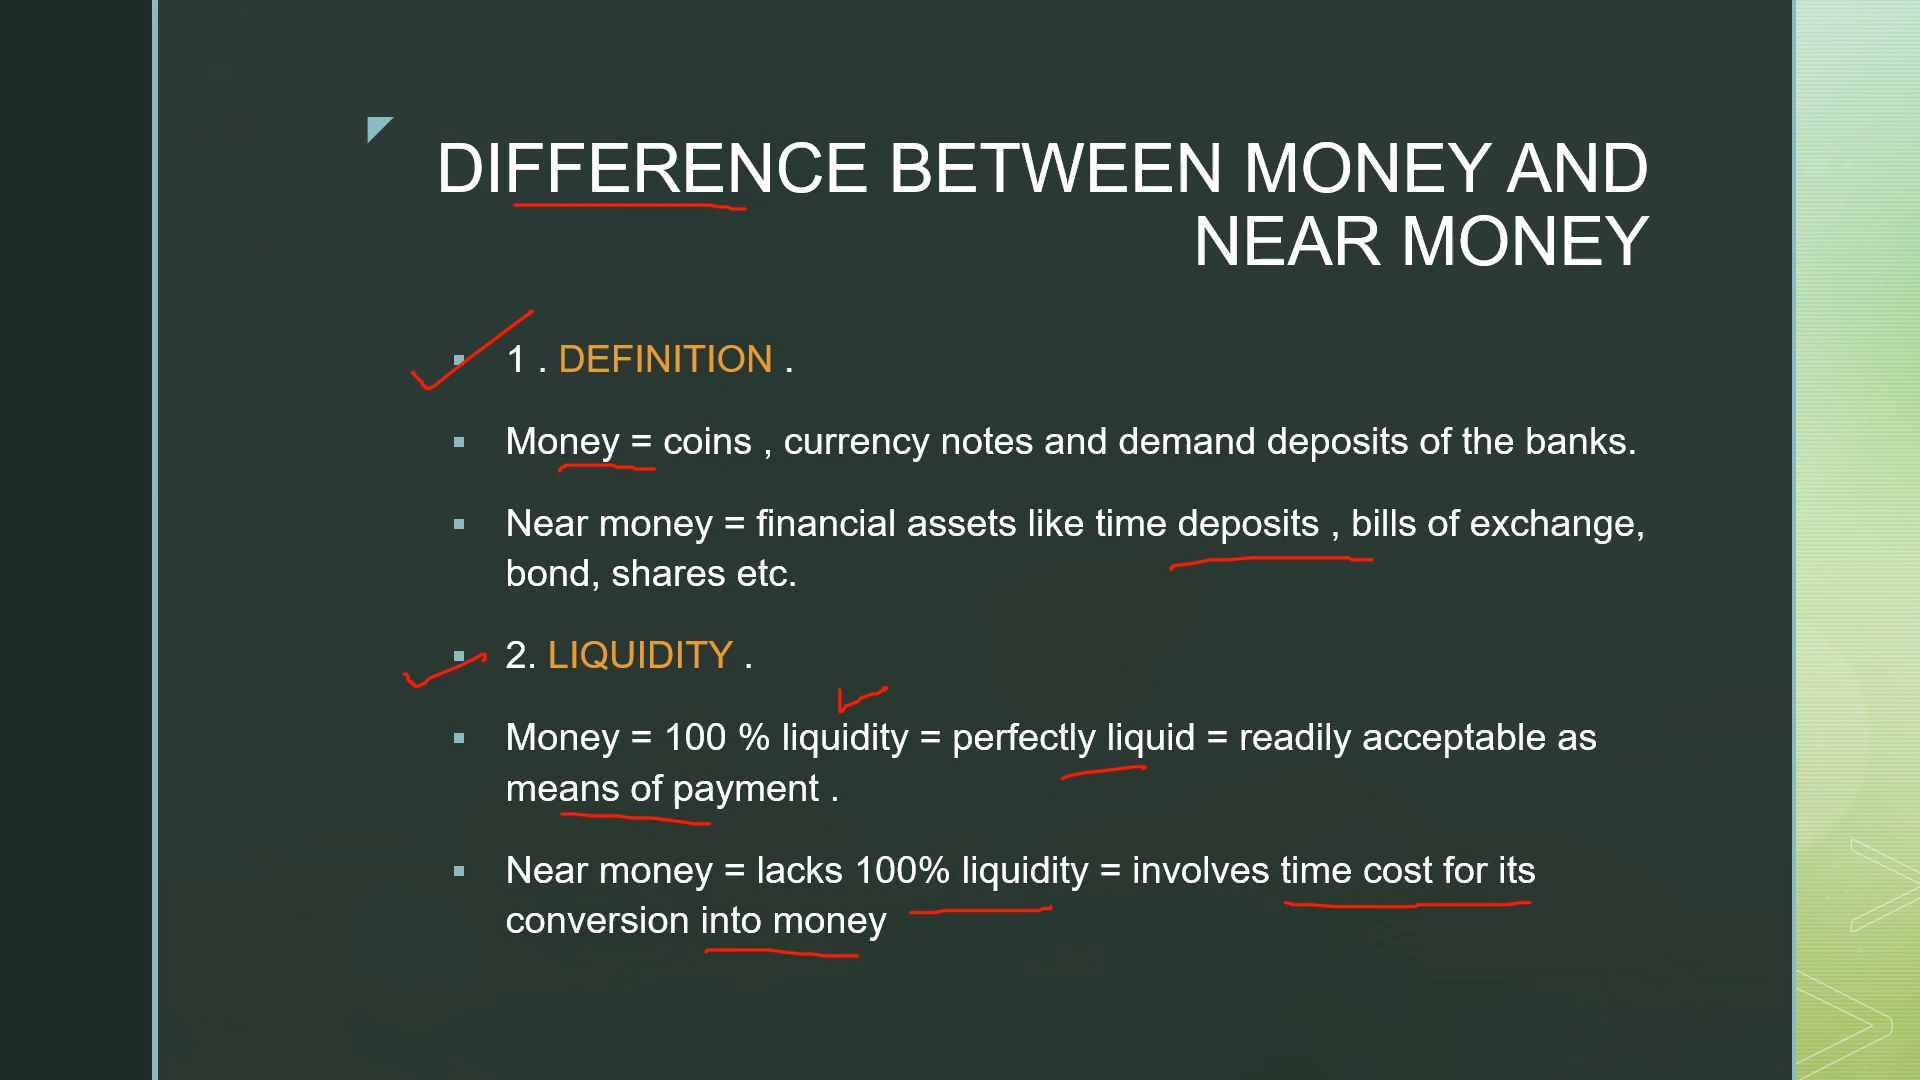 DIFFERENCE BETWEEN MONEY AND
NEAR MONEY
1 . DEFINITION .
Money = coins , currency notes and demand deposits of the banks.
Near money = financial assets like time deposits , bills of exchange,
bond, shares etc.
2. LIQUIDITY .
Money = 100 % liquidity = perfectly liquid = readily acceptable as
means of payment .
Near money = lacks 100% liquidity = involves time cost for its
conversion into money